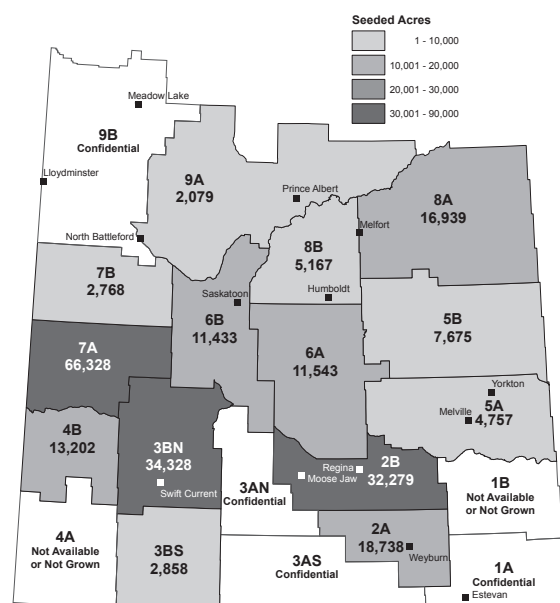 Seeded Acres
1 - 10,000
10,001 - 20,000
20,001 - 30,000
30,001 - 90,000
Meadow Lake
9B
Confidential
Lloydminster
9A
2,079
Prince Albert
8A
16,939
North Battleford
Melfort
8B
5,167
7B
2,768
Saskatoon
Humboldt
6B
11,433
5B
7,675
7A
66,328
6A
11,543
Yorkton
5A
Melville
4,757
4B
13,202
3BN
34,328
Swift Current
Regina
Moose Jaw
2B
32,279
3AN
Confidential
1B
Not Available
or Not Grown
4A
Not Available
or Not Grown
3BS
2,858
3AS
Confidential
2A
18,738
Weyburn
1A
Confidential
Estevan